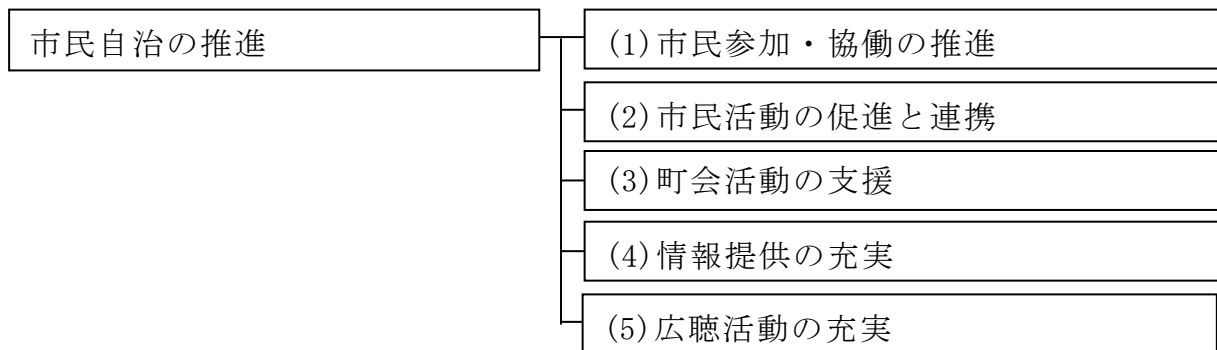 市民自治の推進
(1)市民参加・協働の推進
(2)市民活動の促進と連携
(3)町会活動の支援
(4)情報提供の充実
(5)広聴活動の充実